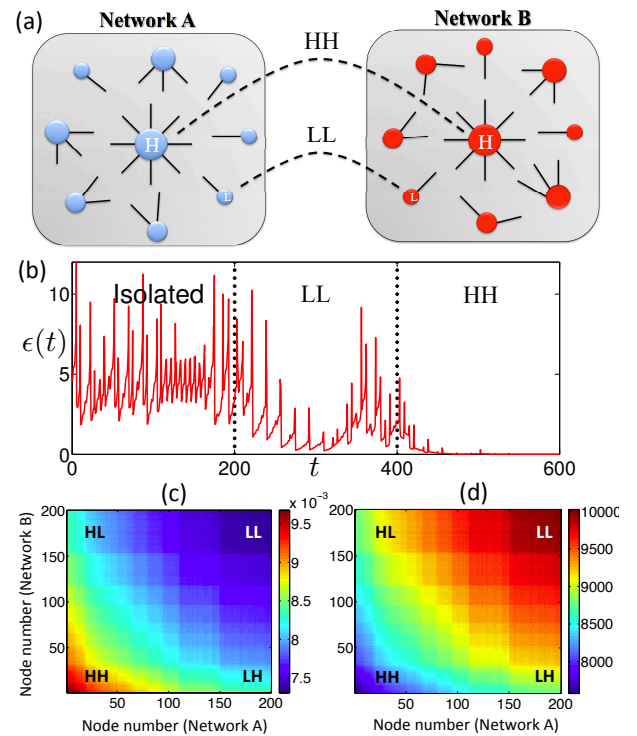 (a) Network A Network B
HH
H H
LL
L L
(b)
10 Isolated LL HH
ϵ(t)
5
0
0 200 t 400 600
(c) (d)
x 10⁻³
200 HL LL 9.5 200 HL LL 10000
150 9 150 9500
8.5 9000
100 100
8 8500
50 50
7.5 8000
HH LH HH LH
50 100 150 200 50 100 150 200
Node number (Network B) Node number (Network B)
Node number (Network A) Node number (Network A)